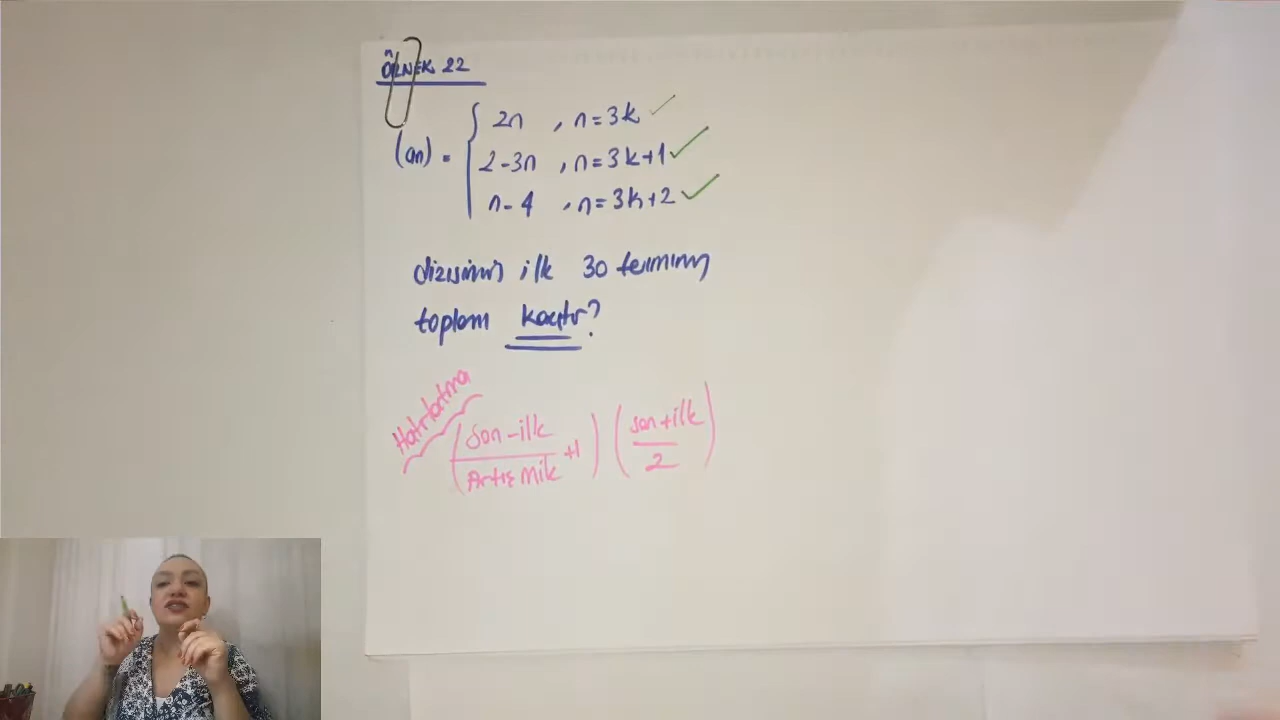 ÖRNEK 22
(an) = { 2n , n=3k
2-3n , n=3k+1
n-4 , n=3k+2
dizisinin ilk 30 teriminin
toplamı kaçtır?
Hatırlatma
(Son-ilk / Artış Mik +1) (Son+ilk / 2)